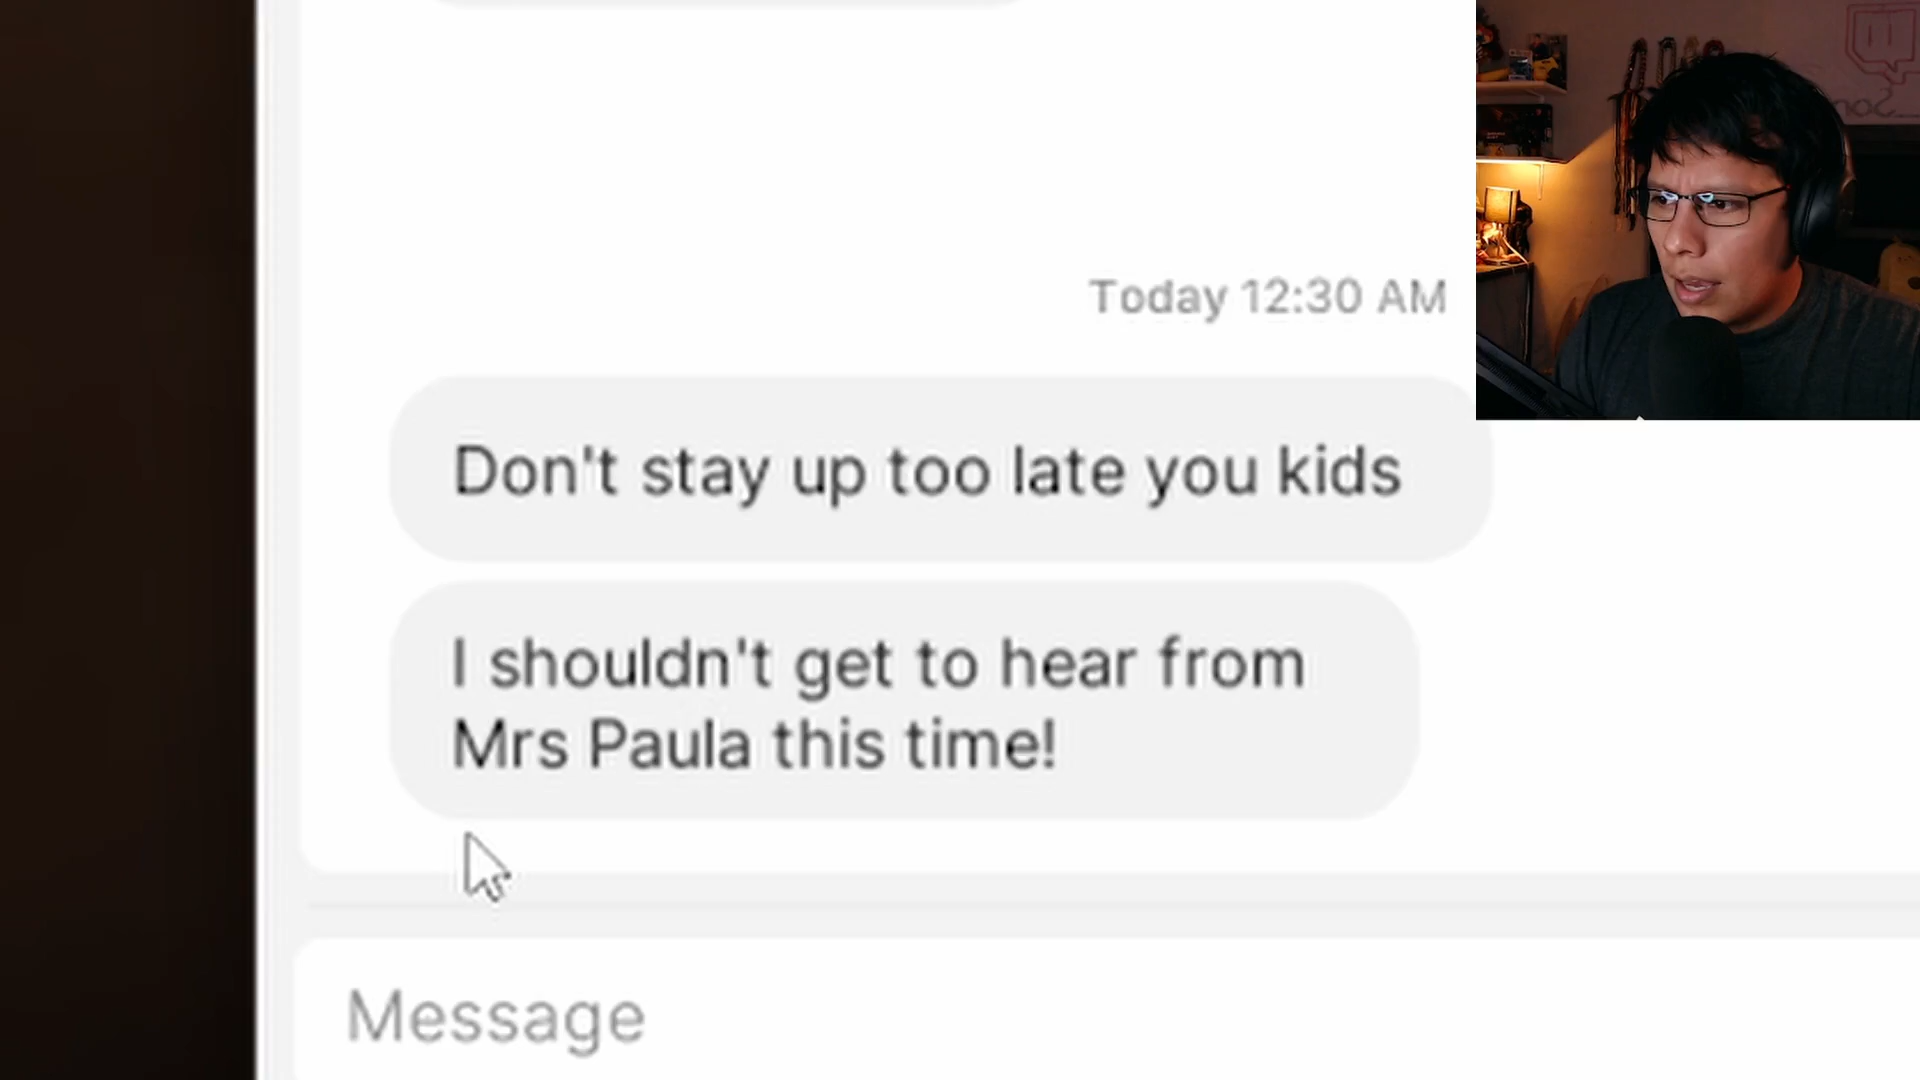 Today 12:30 AM
Don't stay up too late you kids
I shouldn't get to hear from
Mrs Paula this time!
Message